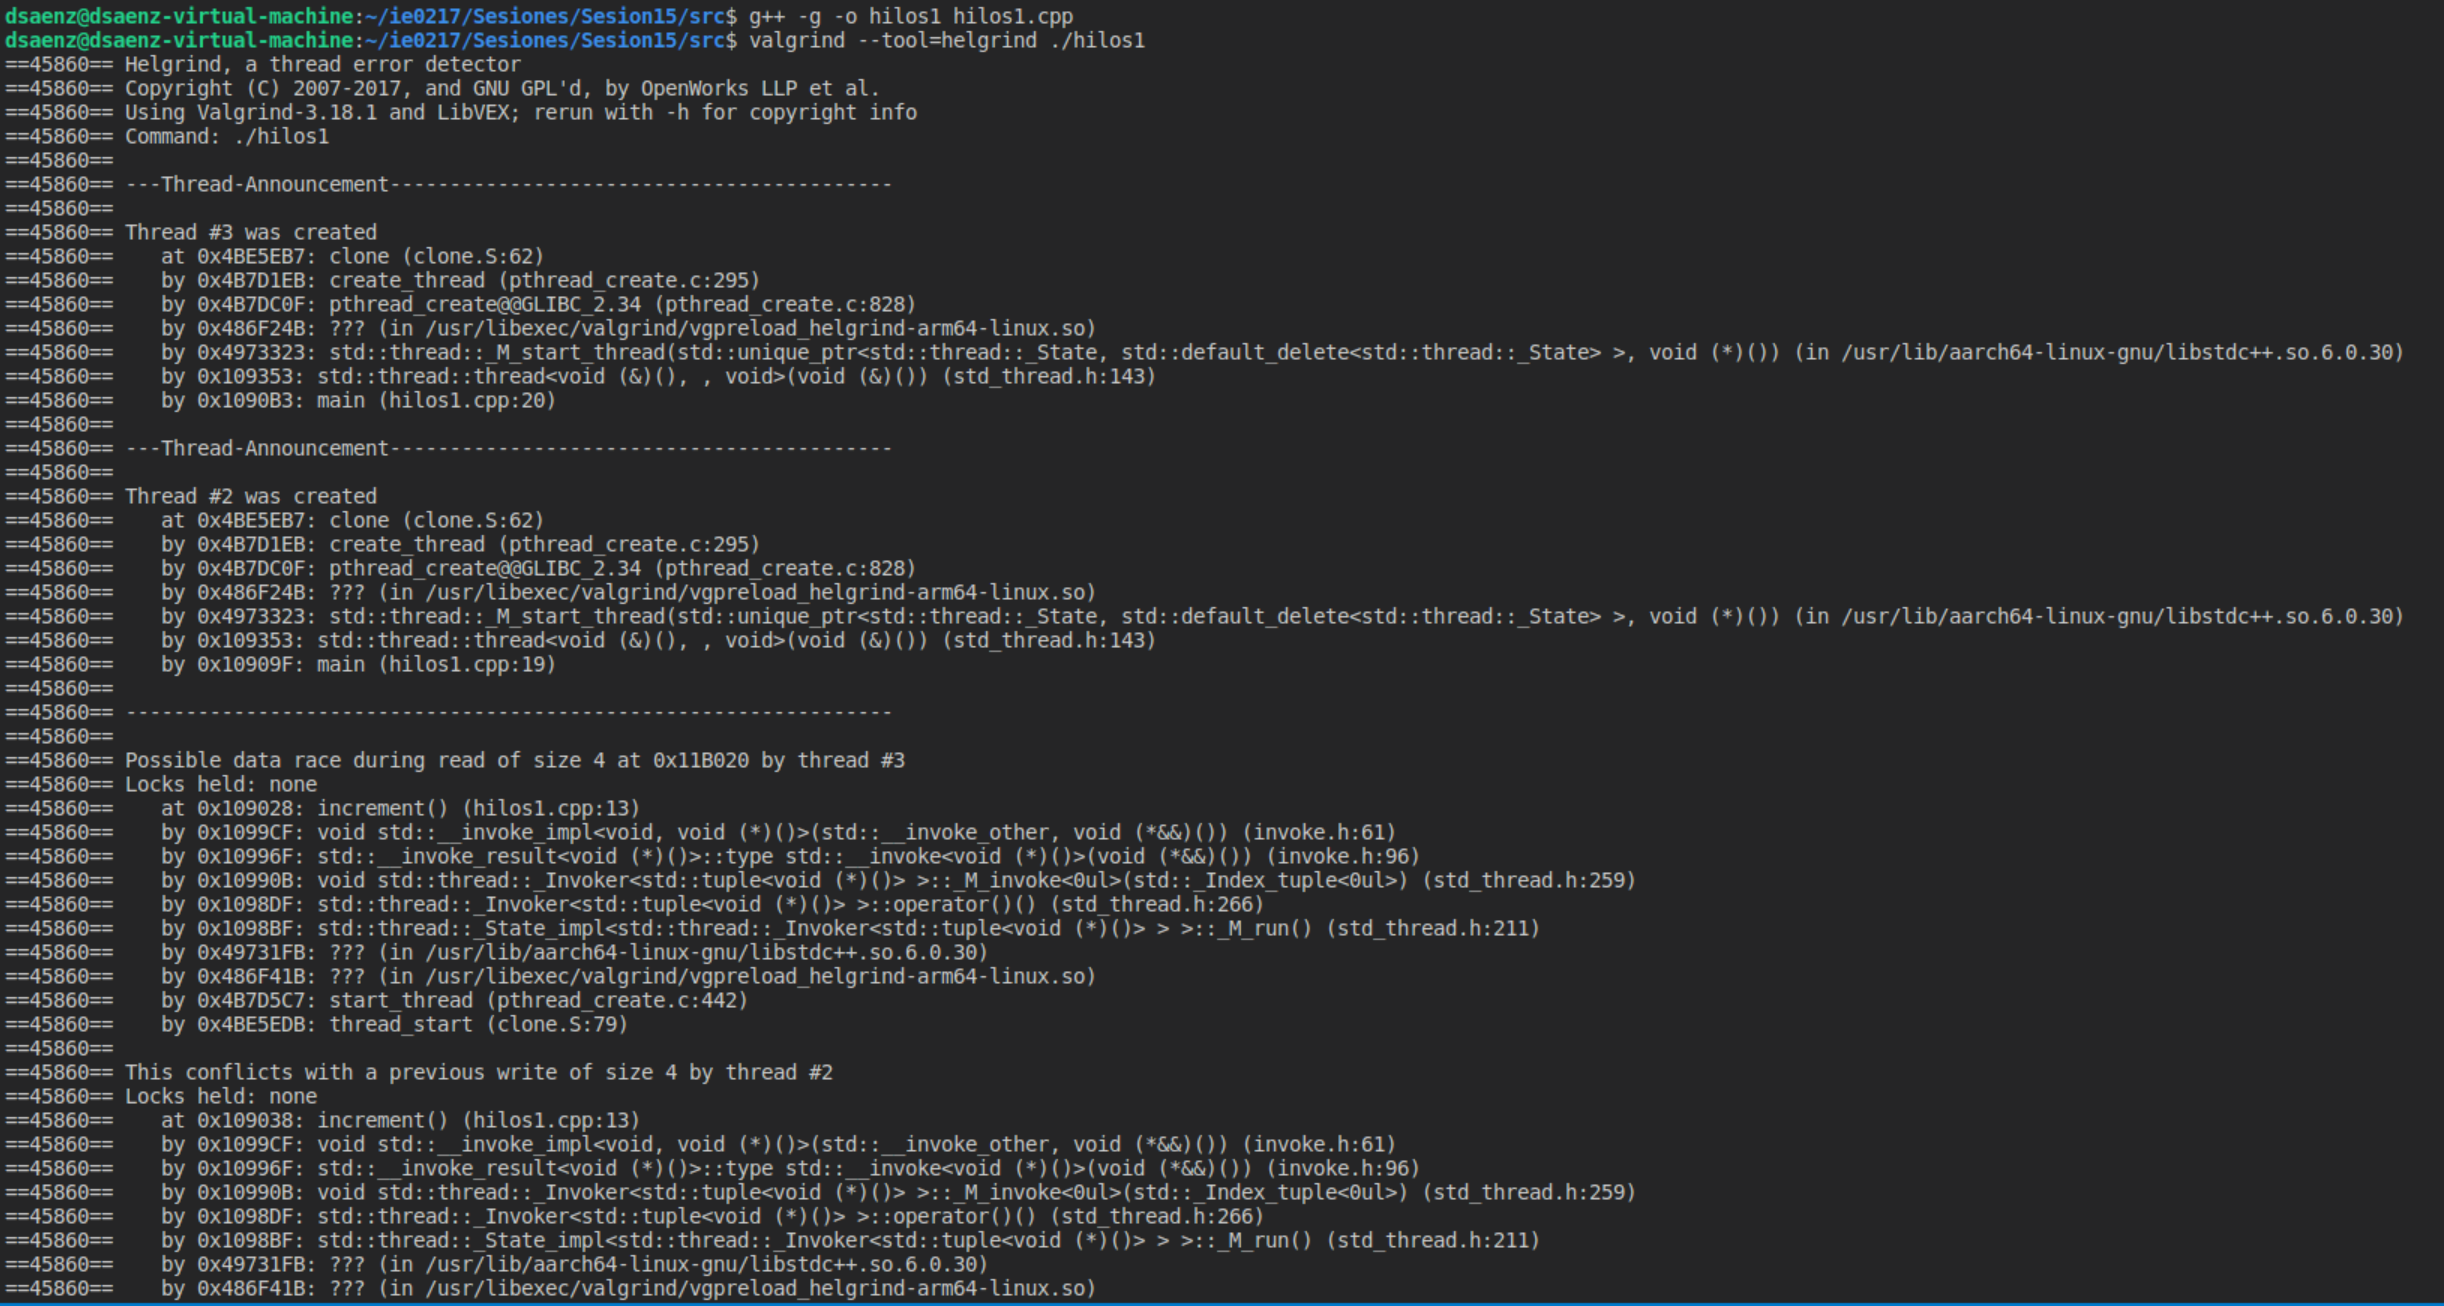 dsaenz@dsaenz-virtual-machine:~/ie0217/Sesiones/Sesion15/src$ g++ -g -o hilos1 hilos1.cpp
dsaenz@dsaenz-virtual-machine:~/ie0217/Sesiones/Sesion15/src$ valgrind --tool=helgrind ./hilos1
==45860== Helgrind, a thread error detector
==45860== Copyright (C) 2007-2017, and GNU GPL'd, by OpenWorks LLP et al.
==45860== Using Valgrind-3.18.1 and LibVEX; rerun with -h for copyright info
==45860== Command: ./hilos1
==45860==
==45860== ---Thread-Announcement------------------------------------------
==45860==
==45860== Thread #3 was created
==45860==    at 0x4BE5EB7: clone (clone.S:62)
==45860==    by 0x4B7D1EB: create_thread (pthread_create.c:295)
==45860==    by 0x4B7DC0F: pthread_create@@GLIBC_2.34 (pthread_create.c:828)
==45860==    by 0x486F24B: ??? (in /usr/libexec/valgrind/vgpreload_helgrind-arm64-linux.so)
==45860==    by 0x4973323: std::thread::_M_start_thread(std::unique_ptr<std::thread::_State, std::default_delete<std::thread::_State> >, void (*)()) (in /usr/lib/aarch64-linux-gnu/libstdc++.so.6.0.30)
==45860==    by 0x109353: std::thread::thread<void (&)(), , void>(void (&)()) (std_thread.h:143)
==45860==    by 0x1090B3: main (hilos1.cpp:20)
==45860==
==45860== ---Thread-Announcement------------------------------------------
==45860==
==45860== Thread #2 was created
==45860==    at 0x4BE5EB7: clone (clone.S:62)
==45860==    by 0x4B7D1EB: create_thread (pthread_create.c:295)
==45860==    by 0x4B7DC0F: pthread_create@@GLIBC_2.34 (pthread_create.c:828)
==45860==    by 0x486F24B: ??? (in /usr/libexec/valgrind/vgpreload_helgrind-arm64-linux.so)
==45860==    by 0x4973323: std::thread::_M_start_thread(std::unique_ptr<std::thread::_State, std::default_delete<std::thread::_State> >, void (*)()) (in /usr/lib/aarch64-linux-gnu/libstdc++.so.6.0.30)
==45860==    by 0x109353: std::thread::thread<void (&)(), , void>(void (&)()) (std_thread.h:143)
==45860==    by 0x10909F: main (hilos1.cpp:19)
==45860==
==45860== ----------------------------------------------------------------
==45860==
==45860== Possible data race during read of size 4 at 0x11B020 by thread #3
==45860== Locks held: none
==45860==    at 0x109028: increment() (hilos1.cpp:13)
==45860==    by 0x1099CF: void std::__invoke_impl<void, void (*)()>(std::__invoke_other, void (*&&)()) (invoke.h:61)
==45860==    by 0x10996F: std::__invoke_result<void (*)()>::type std::__invoke<void (*)()>(void (*&&)()) (invoke.h:96)
==45860==    by 0x10990B: void std::thread::_Invoker<std::tuple<void (*)()> >::_M_invoke<0ul>(std::_Index_tuple<0ul>) (std_thread.h:259)
==45860==    by 0x1098DF: std::thread::_Invoker<std::tuple<void (*)()> >::operator()() (std_thread.h:266)
==45860==    by 0x1098BF: std::thread::_State_impl<std::thread::_Invoker<std::tuple<void (*)()> > >::_M_run() (std_thread.h:211)
==45860==    by 0x49731FB: ??? (in /usr/lib/aarch64-linux-gnu/libstdc++.so.6.0.30)
==45860==    by 0x486F41B: ??? (in /usr/libexec/valgrind/vgpreload_helgrind-arm64-linux.so)
==45860==    by 0x4B7D5C7: start_thread (pthread_create.c:442)
==45860==    by 0x4BE5EDB: thread_start (clone.S:79)
==45860==
==45860== This conflicts with a previous write of size 4 by thread #2
==45860== Locks held: none
==45860==    at 0x109038: increment() (hilos1.cpp:13)
==45860==    by 0x1099CF: void std::__invoke_impl<void, void (*)()>(std::__invoke_other, void (*&&)()) (invoke.h:61)
==45860==    by 0x10996F: std::__invoke_result<void (*)()>::type std::__invoke<void (*)()>(void (*&&)()) (invoke.h:96)
==45860==    by 0x10990B: void std::thread::_Invoker<std::tuple<void (*)()> >::_M_invoke<0ul>(std::_Index_tuple<0ul>) (std_thread.h:259)
==45860==    by 0x1098DF: std::thread::_Invoker<std::tuple<void (*)()> >::operator()() (std_thread.h:266)
==45860==    by 0x1098BF: std::thread::_State_impl<std::thread::_Invoker<std::tuple<void (*)()> > >::_M_run() (std_thread.h:211)
==45860==    by 0x49731FB: ??? (in /usr/lib/aarch64-linux-gnu/libstdc++.so.6.0.30)
==45860==    by 0x486F41B: ??? (in /usr/libexec/valgrind/vgpreload_helgrind-arm64-linux.so)